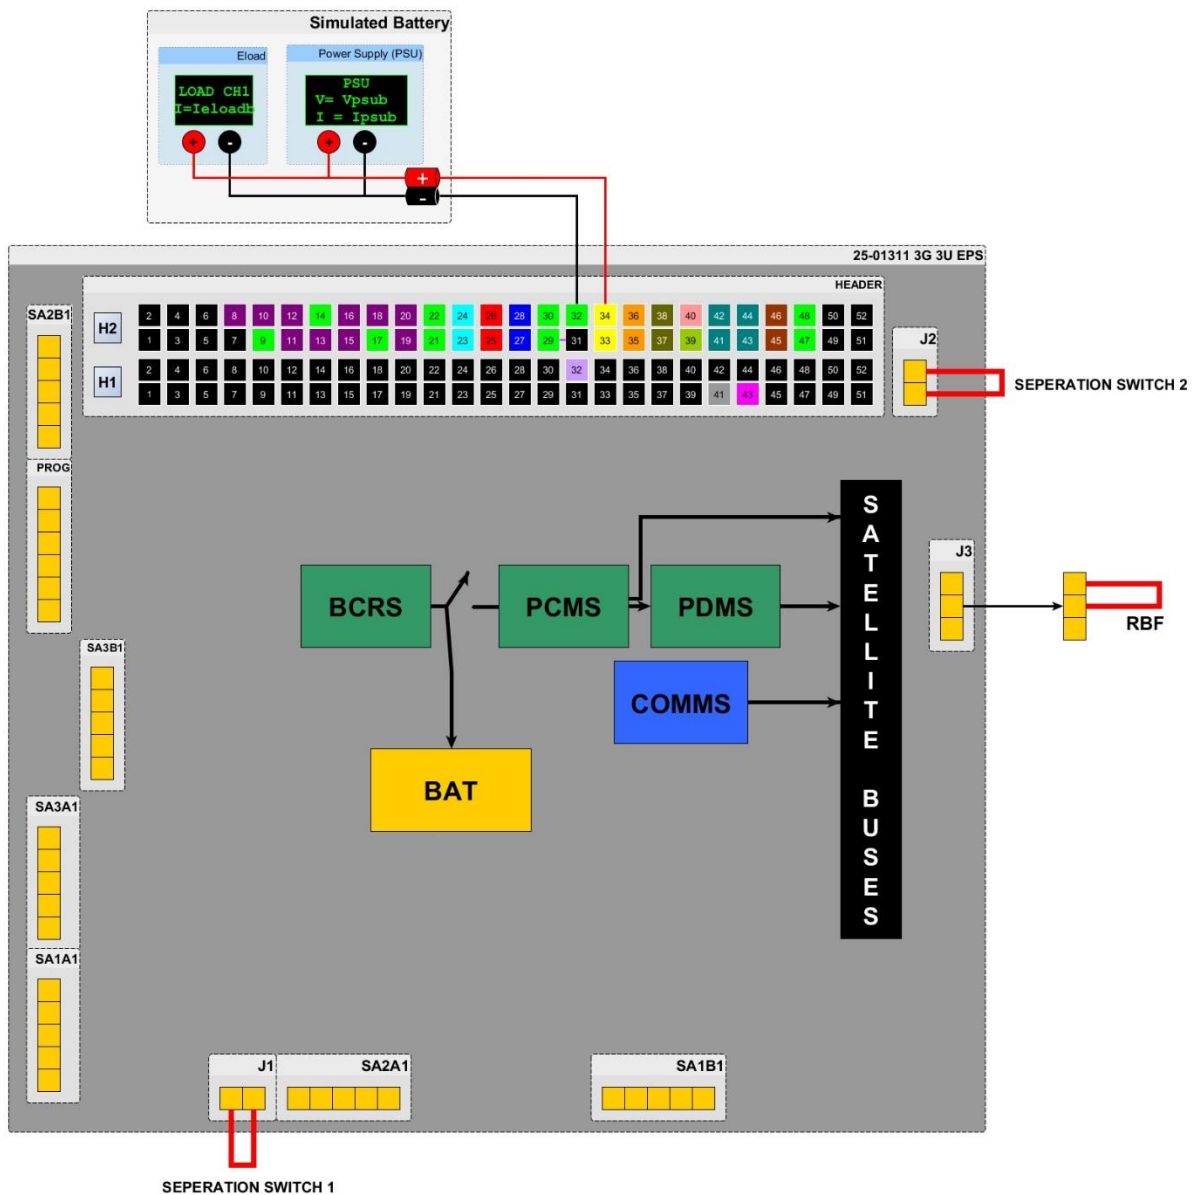 Simulated Battery
Eload
Power Supply (PSU)
LOAD CH1
I=Ieloadb
PSU
V= Vpsub
I = Ipsub
+
-
+
-
+
-
25-01311 3G 3U EPS
HEADER
SA2B1
H2
2 4 6 8 10 12 14 16 18 20 22 24 26 28 30 32 34 36 38 40 42 44 46 48 50 52
1 3 5 7 9 11 13 15 17 19 21 23 25 27 29 31 33 35 37 39 41 43 45 47 49 51
H1
2 4 6 8 10 12 14 16 18 20 22 24 26 28 30 32 34 36 38 40 42 44 46 48 50 52
1 3 5 7 9 11 13 15 17 19 21 23 25 27 29 31 33 35 37 39 41 43 45 47 49 51
J2
SEPERATION SWITCH 2
PROG
SATELLITE BUSES
J3
RBF
BCRS
PCMS
PDMS
COMMS
BAT
SA3B1
SA3A1
SA1A1
J1
SA2A1
SA1B1
SEPERATION SWITCH 1